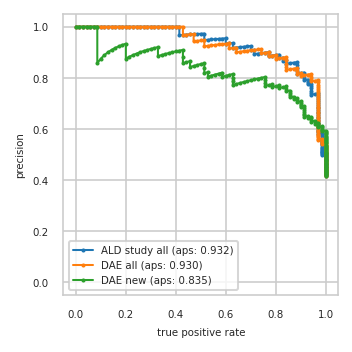 1.0
0.8
0.6
0.4
0.2
0.0
precision
ALD study all (aps: 0.932)
DAE all (aps: 0.930)
DAE new (aps: 0.835)
0.0 0.2 0.4 0.6 0.8 1.0
true positive rate